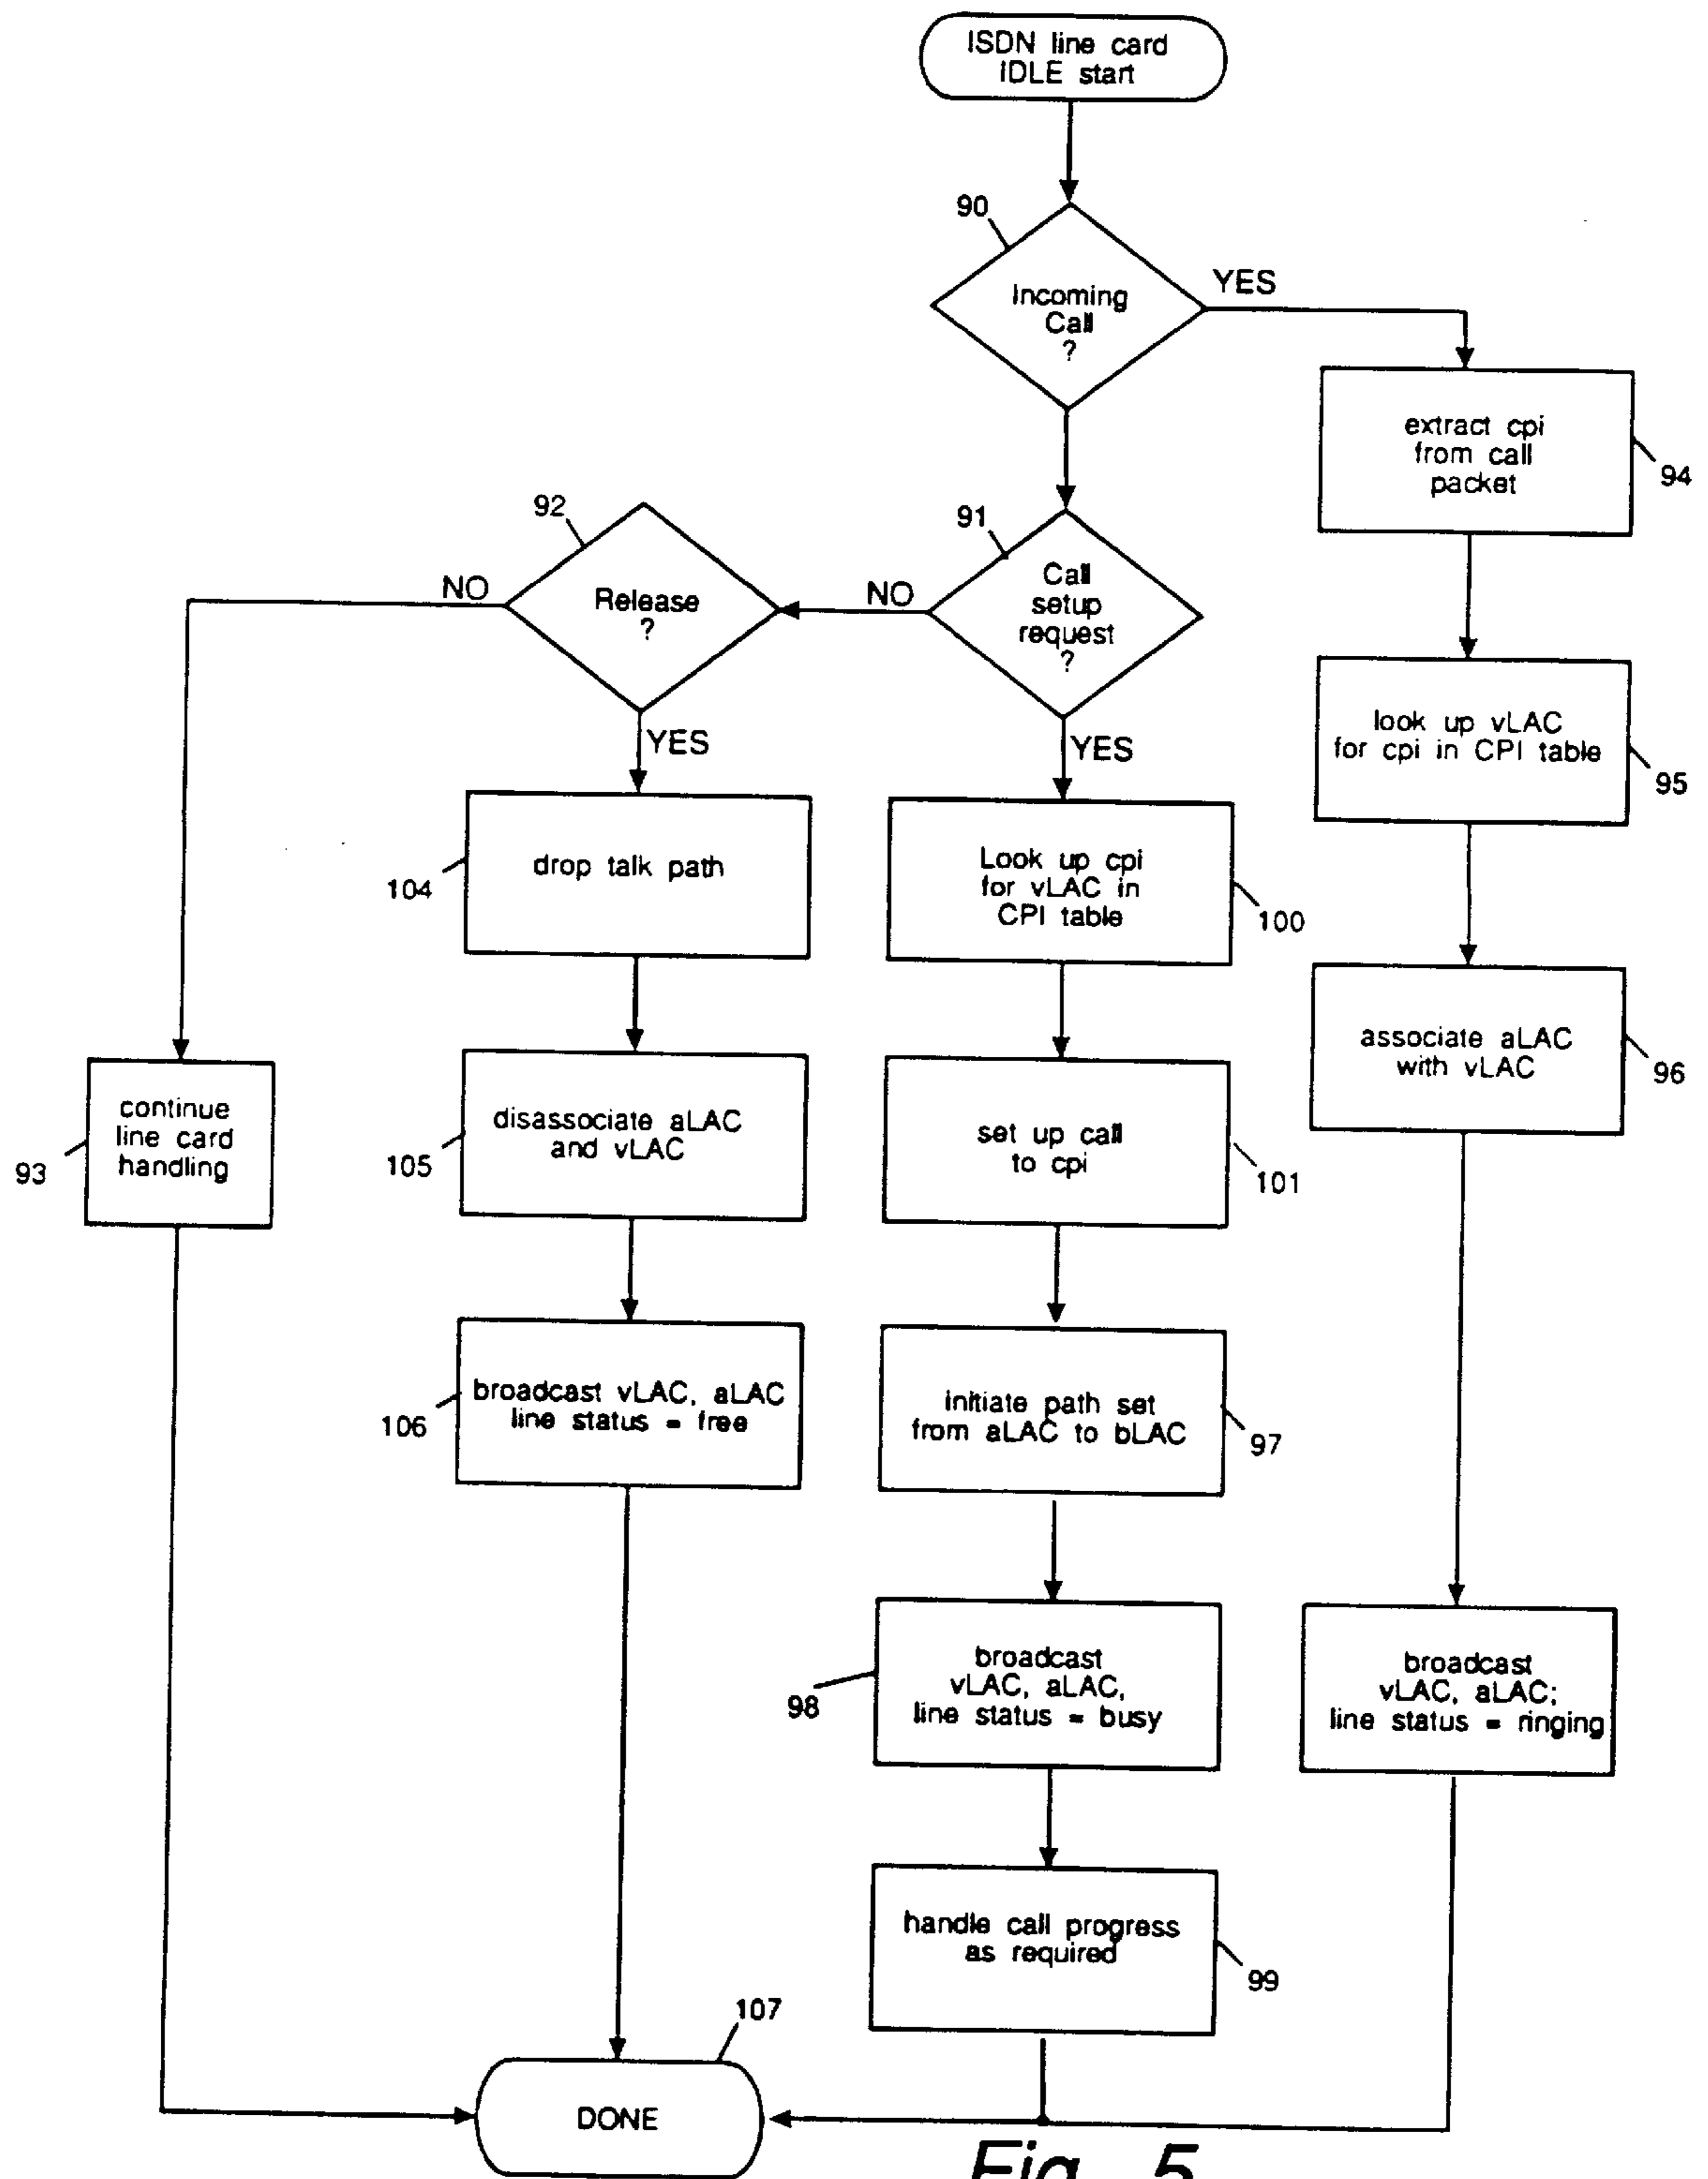 ISDN line card
IDLE start
90
Incoming
Call
?
YES
extract cpi
from call
packet
94
92
Release
?
NO
91
Call
setup
request
?
NO
YES
YES
look up vLAC
for cpi in CPI table
95
drop talk path
104
Look up cpi
for vLAC in
CPI table
100
associate aLAC
with vLAC
96
continue
line card
handling
93
disassociate aLAC
and vLAC
105
set up call
to cpi
101
broadcast vLAC, aLAC
line status = free
106
initiate path set
from aLAC to bLAC
97
broadcast
vLAC, aLAC,
line status = busy
98
broadcast
vLAC, aLAC;
line status = ringing
handle call progress
as required
99
107
DONE
Fig. 5